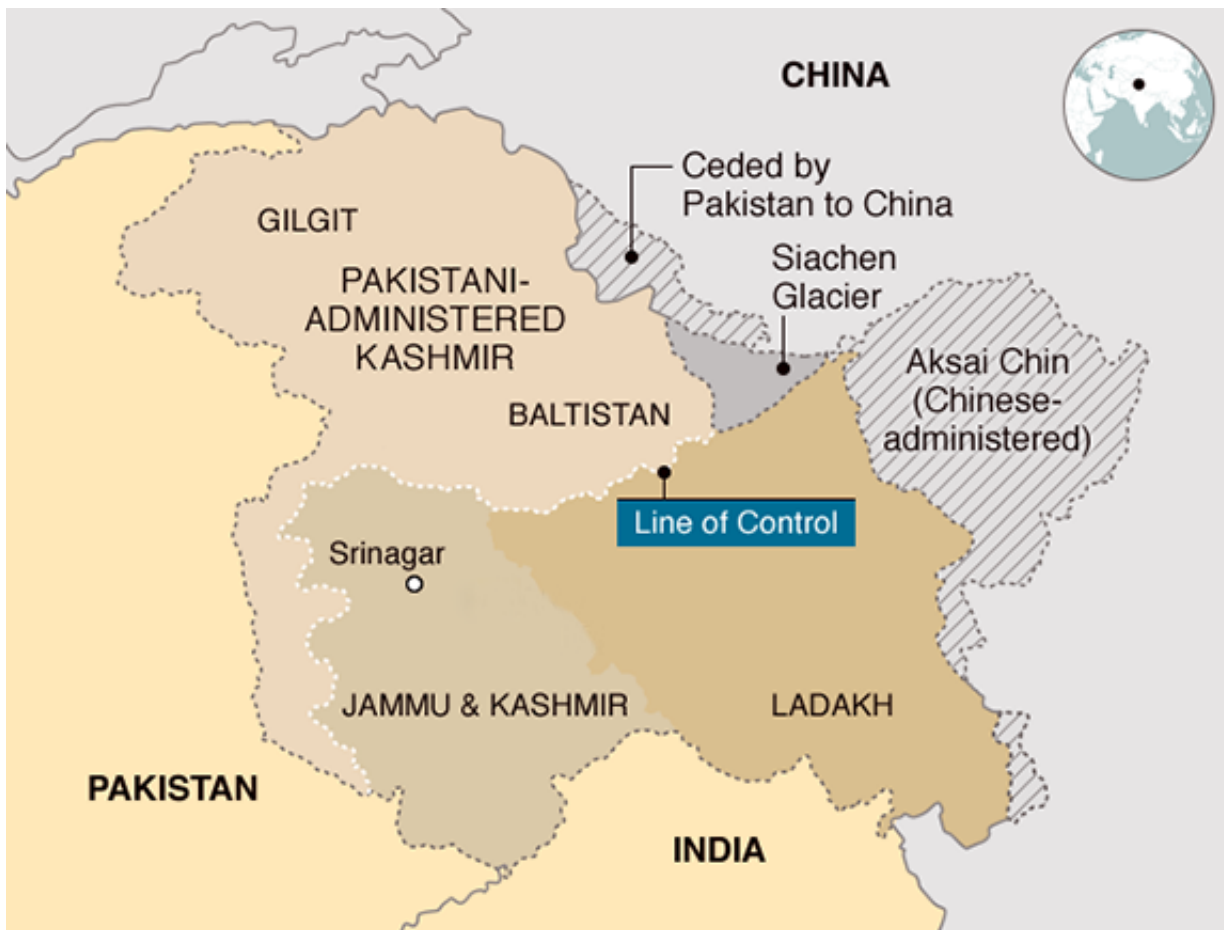 CHINA
Ceded by
Pakistan to China
GILGIT
Siachen
Glacier
PAKISTANI-
ADMINISTERED
KASHMIR
Aksai Chin
(Chinese-
administered)
BALTISTAN
Line of Control
Srinagar
JAMMU & KASHMIR
LADAKH
PAKISTAN
INDIA